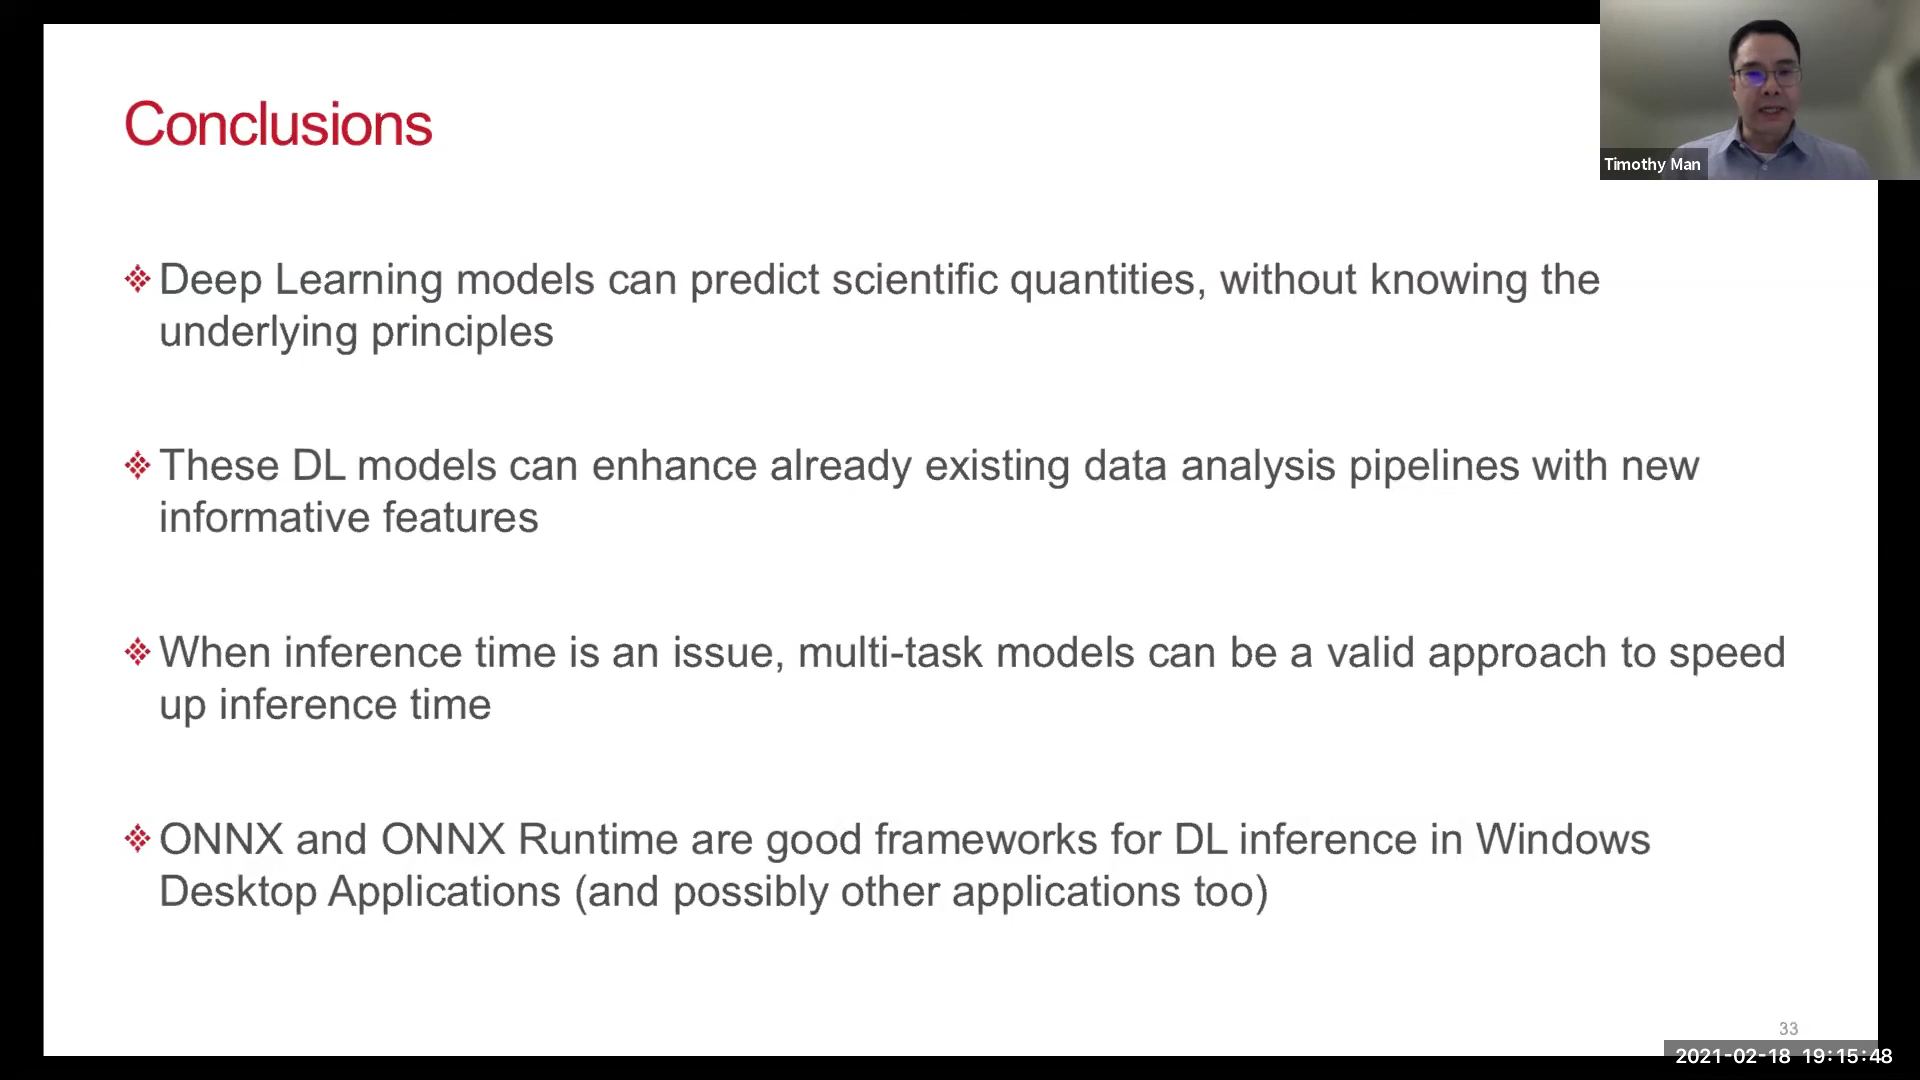 Conclusions
Timothy Man
Deep Learning models can predict scientific quantities, without knowing the
underlying principles
These DL models can enhance already existing data analysis pipelines with new
informative features
When inference time is an issue, multi-task models can be a valid approach to speed
up inference time
ONNX and ONNX Runtime are good frameworks for DL inference in Windows
Desktop Applications (and possibly other applications too)
33
2021-02-18 19:15:48